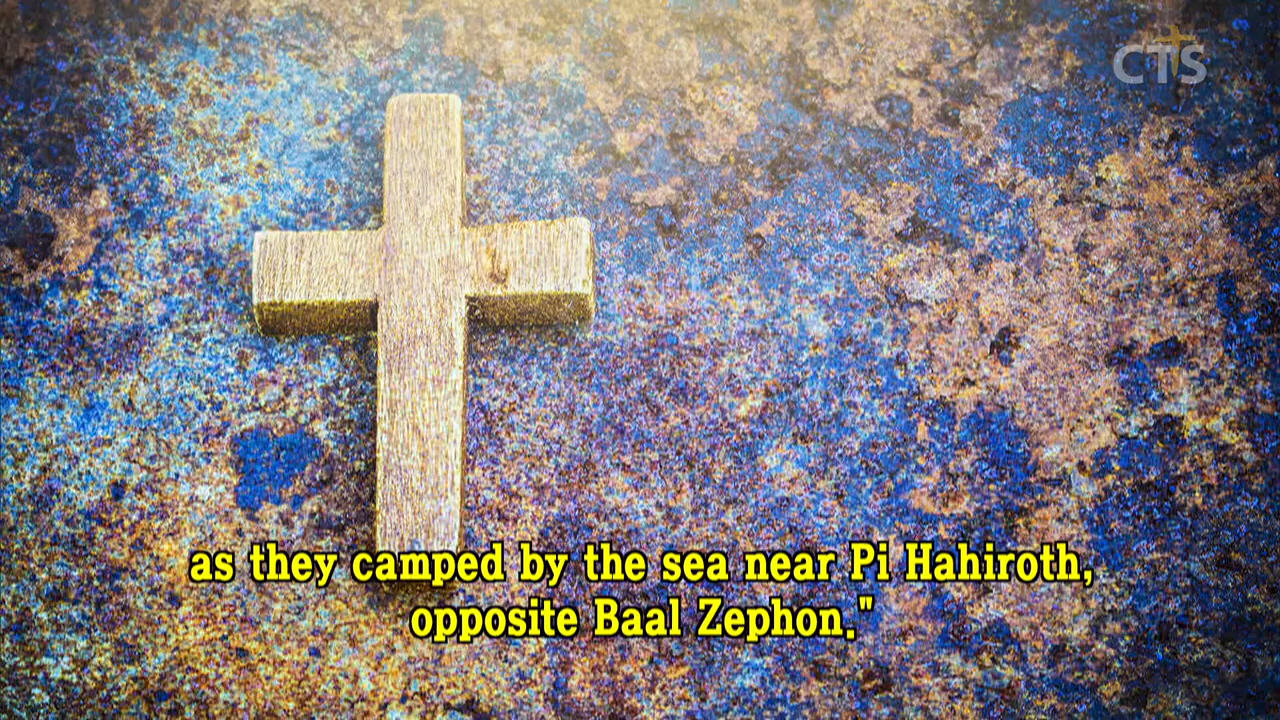 CTS
as they camped by the sea near Pi Hahiroth,
opposite Baal Zephon."